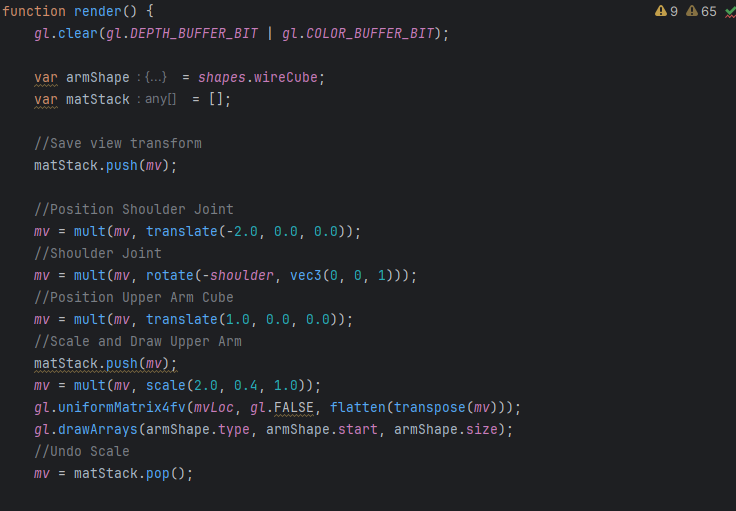 function render() {
9 65
gl.clear(gl.DEPTH_BUFFER_BIT | gl.COLOR_BUFFER_BIT);
var armShape : {...} = shapes.wireCube;
var matStack : any[] = [];
//Save view transform
matStack.push(mv);
//Position Shoulder Joint
mv = mult(mv, translate(-2.0, 0.0, 0.0));
//Shoulder Joint
mv = mult(mv, rotate(-shoulder, vec3(0, 0, 1)));
//Position Upper Arm Cube
mv = mult(mv, translate(1.0, 0.0, 0.0));
//Scale and Draw Upper Arm
matStack.push(mv);
mv = mult(mv, scale(2.0, 0.4, 1.0));
gl.uniformMatrix4fv(mvLoc, gl.FALSE, flatten(transpose(mv)));
gl.drawArrays(armShape.type, armShape.start, armShape.size);
//Undo Scale
mv = matStack.pop();